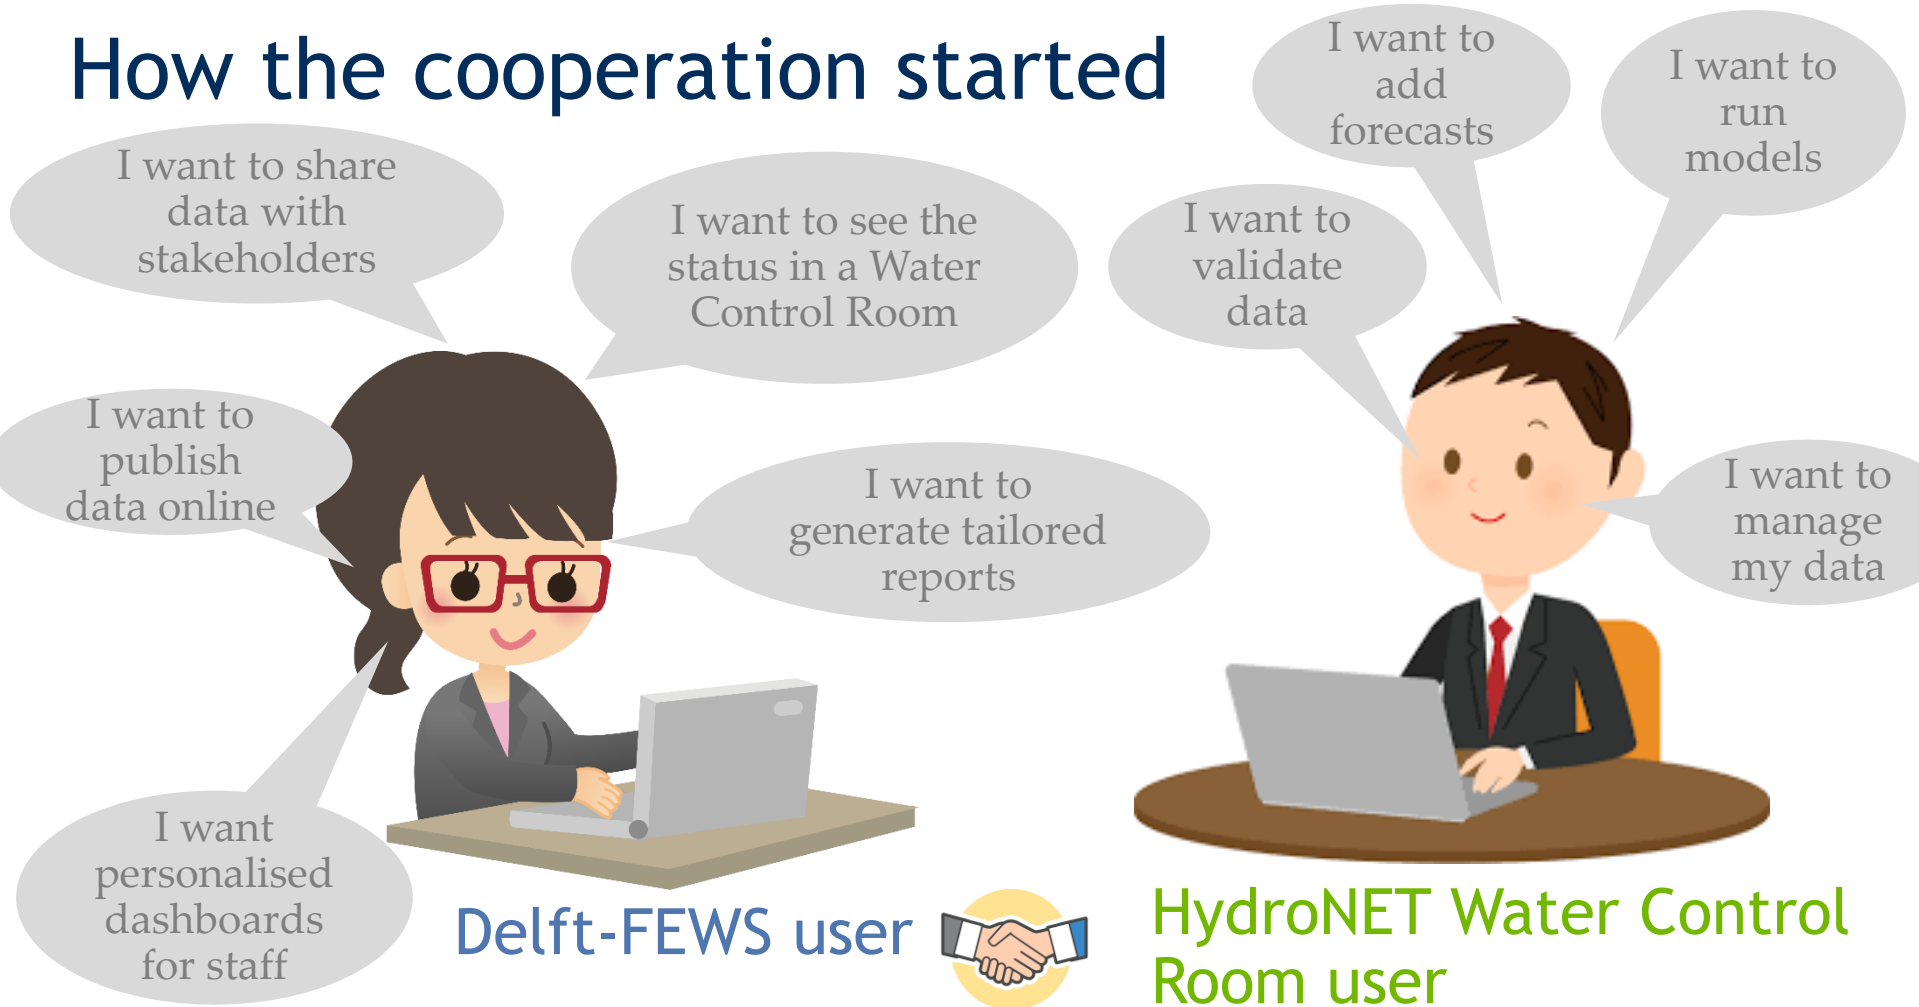 How the cooperation started
I want to share
data with
stakeholders
I want to see the
status in a Water
Control Room
I want to
publish
data online
I want to
generate tailored
reports
I want
personalised
dashboards
for staff
Delft-FEWS user
I want to
add
forecasts
I want to
run
models
I want to
validate
data
I want to
manage
my data
HydroNET Water Control
Room user